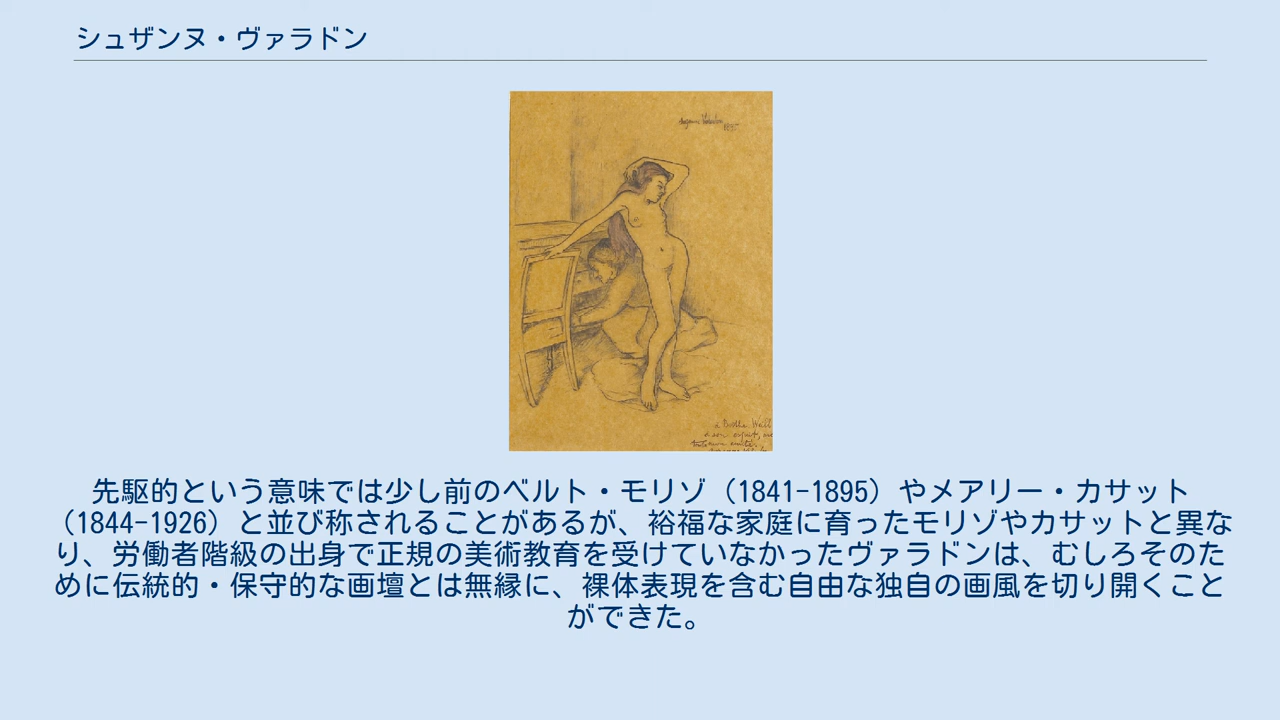 シュザンヌ・ヴァラドン
先駆的という意味では少し前のベルト・モリゾ（1841-1895）やメアリー・カサット
（1844-1926）と並び称されることがあるが、裕福な家庭に育ったモリゾやカサットと異な
り、労働者階級の出身で正規の美術教育を受けていなかったヴァラドンは、むしろそのた
めに伝統的・保守的な画壇とは無縁に、裸体表現を含む自由な独自の画風を切り開くこと
ができた。
à Berthe Weill